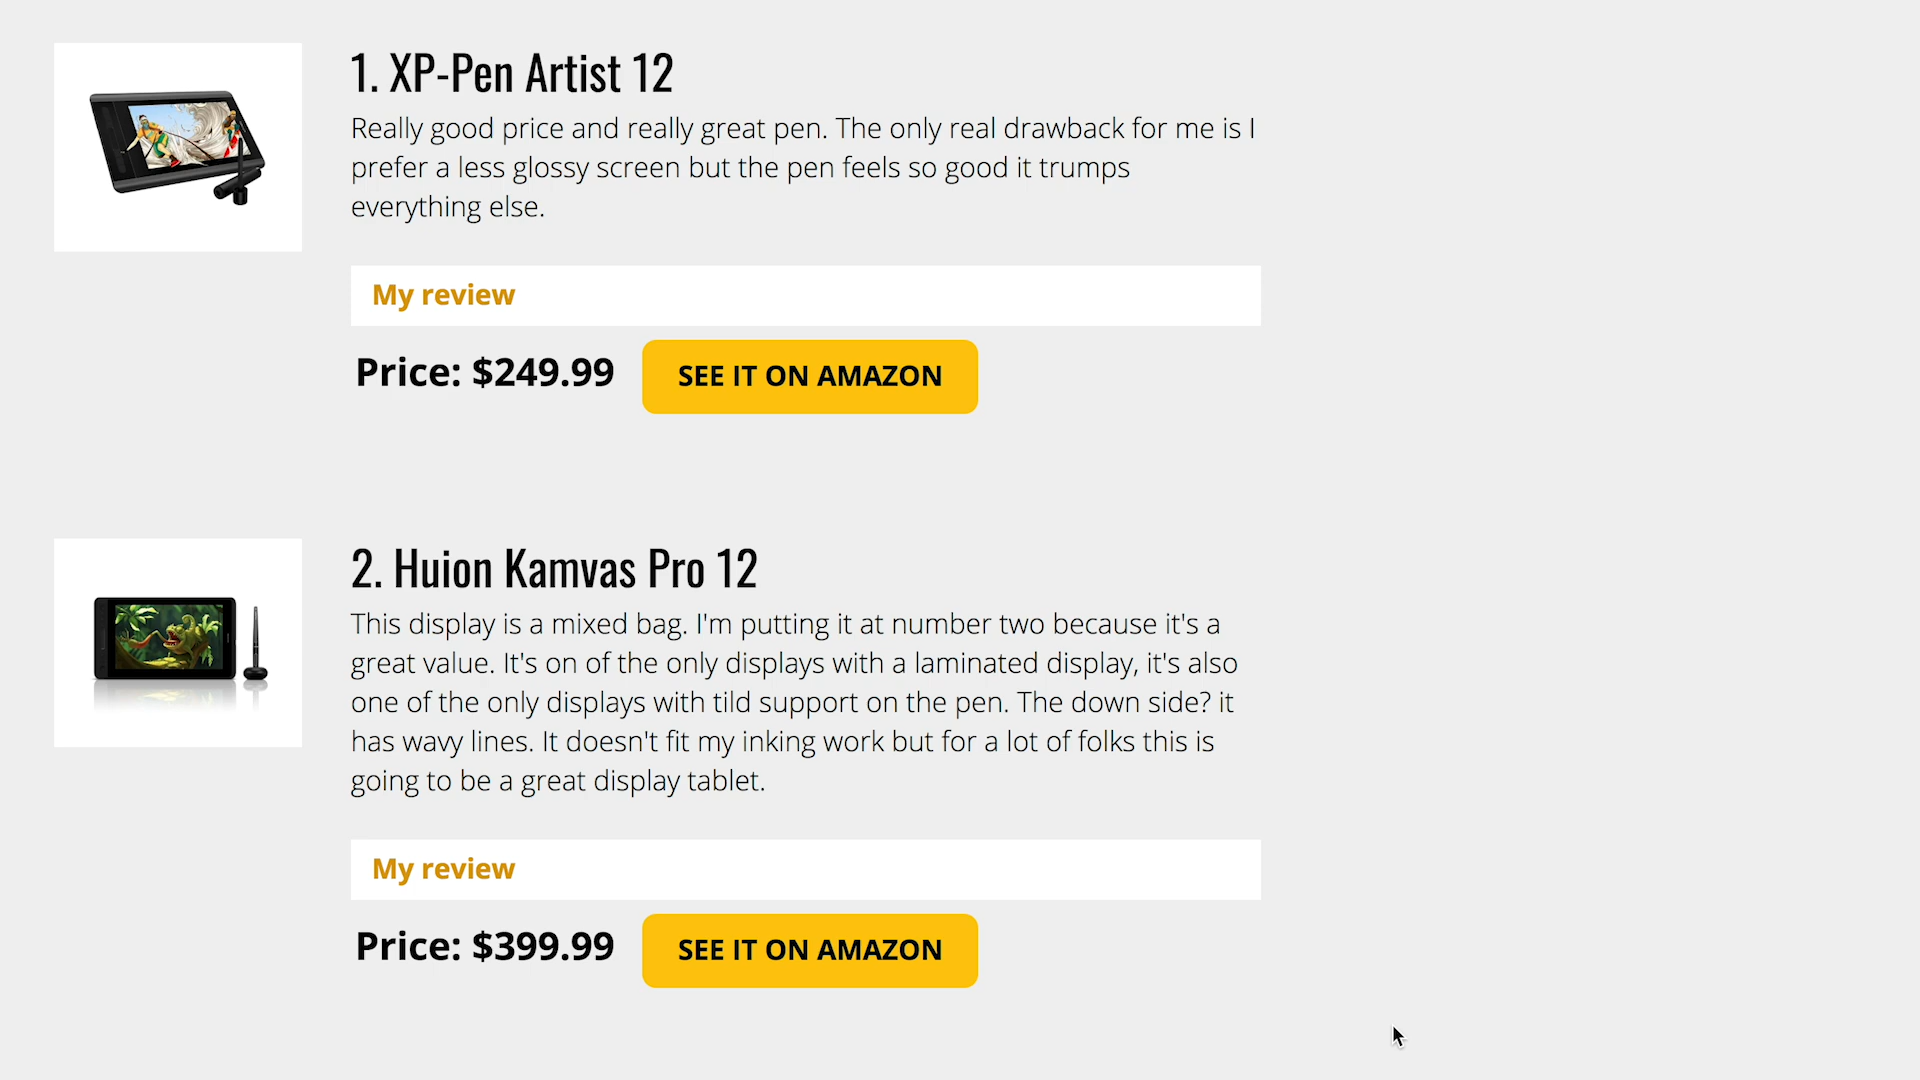 1. XP-Pen Artist 12
Really good price and really great pen. The only real drawback for me is I
prefer a less glossy screen but the pen feels so good it trumps
everything else.
My review
Price: $249.99
SEE IT ON AMAZON
2. Huion Kamvas Pro 12
This display is a mixed bag. I'm putting it at number two because it's a
great value. It's on of the only displays with a laminated display, it's also
one of the only displays with tild support on the pen. The down side? it
has wavy lines. It doesn't fit my inking work but for a lot of folks this is
going to be a great display tablet.
My review
Price: $399.99
SEE IT ON AMAZON